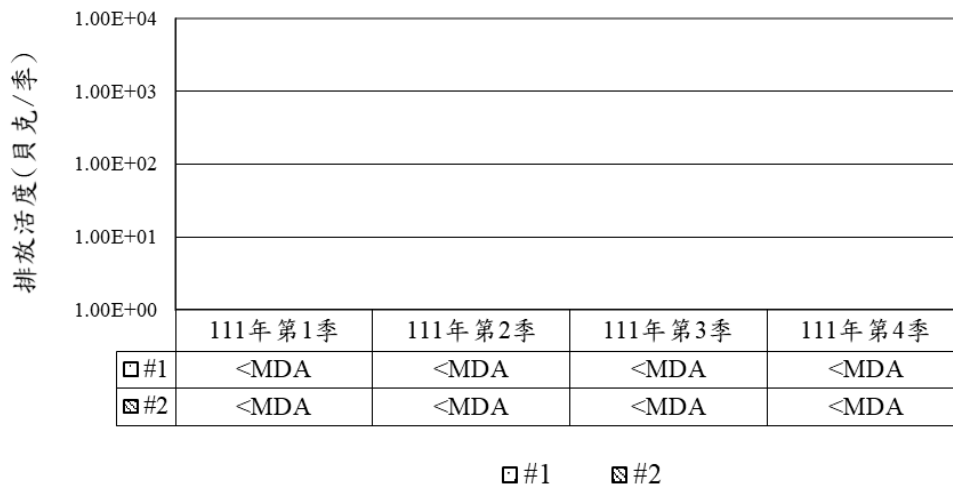 排放活度(貝克/季)
1.00E+04
1.00E+03
1.00E+02
1.00E+01
1.00E+00
111年第1季 111年第2季 111年第3季 111年第4季
#1 <MDA <MDA <MDA <MDA
#2 <MDA <MDA <MDA <MDA
#1 #2